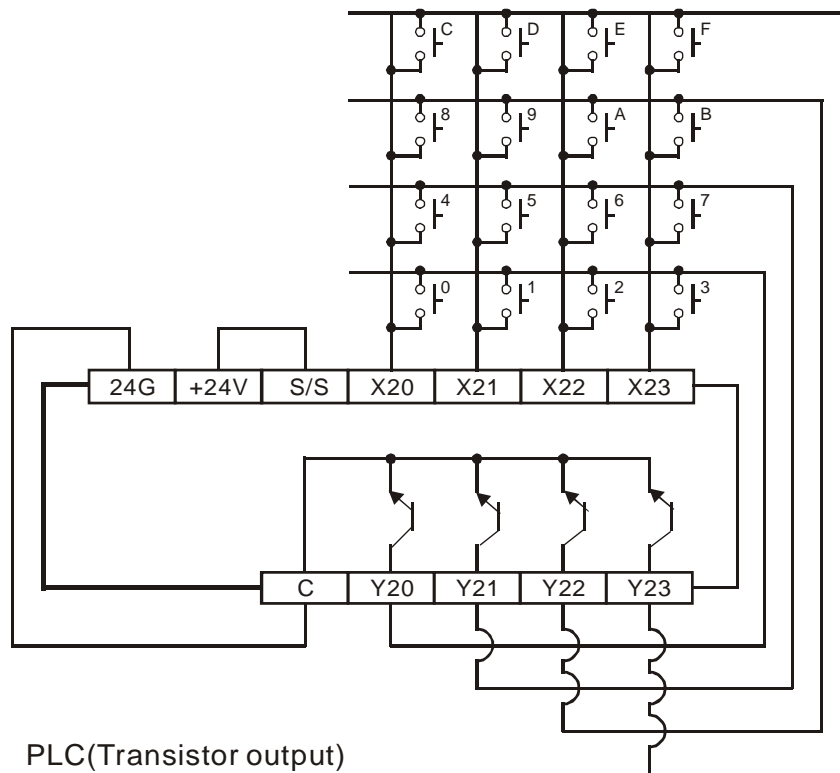 C D E F
8 9 A B
4 5 6 7
0 1 2 3
24G +24V S/S X20 X21 X22 X23
C Y20 Y21 Y22 Y23
PLC(Transistor output)